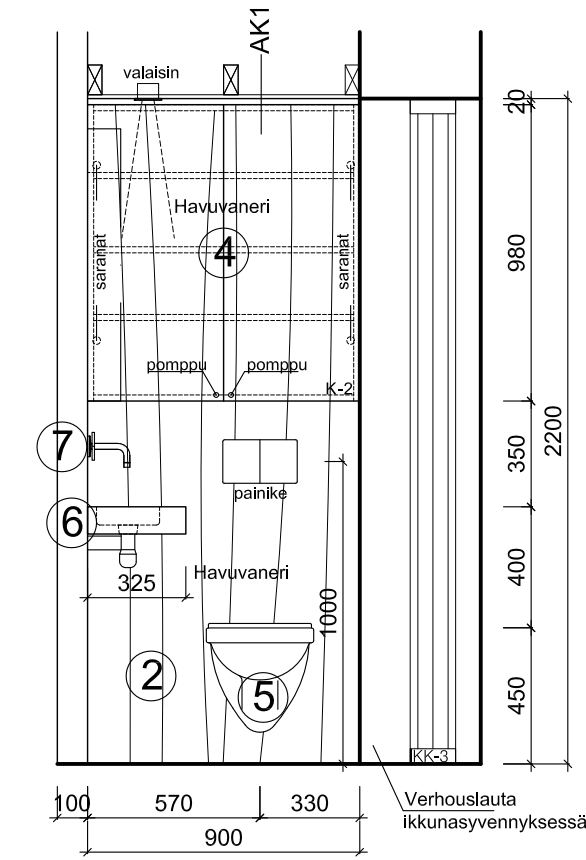 AK1
valaisin
20
Havuvaneri
4
saranat
saranat
980
pomppu
pomppu
K-2
7
350
2200
painike
6
400
325
Havuvaneri
1000
2
5
450
KK-3
100
570
330
900
Verhouslauta
ikkunasyvennyksessä